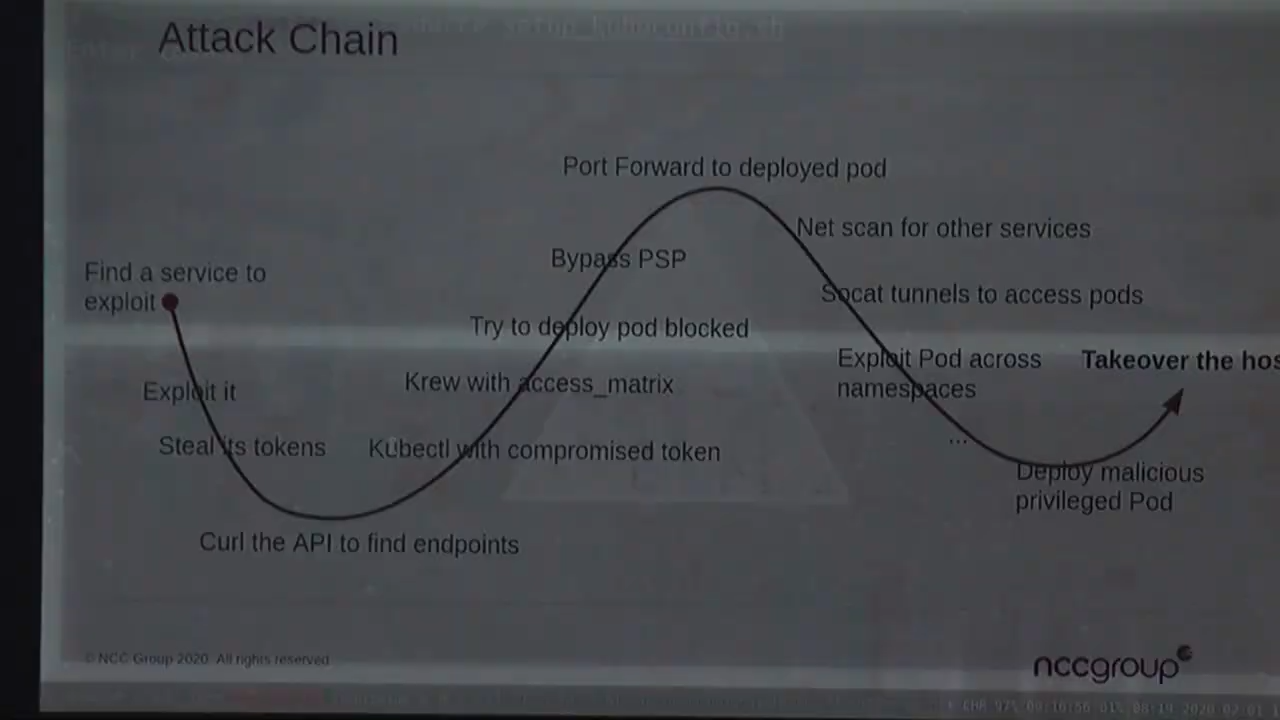 Attack Chain
Port Forward to deployed pod
Net scan for other services
Bypass PSP
Find a service to
exploit
Socat tunnels to access pods
Try to deploy pod blocked
Exploit Pod across
namespaces
Takeover the hos
Krew with access_matrix
Exploit it
Steal its tokens
Kubectl with compromised token
...
Deploy malicious
privileged Pod
Curl the API to find endpoints
© NCC Group 2020. All rights reserved
nccgroup